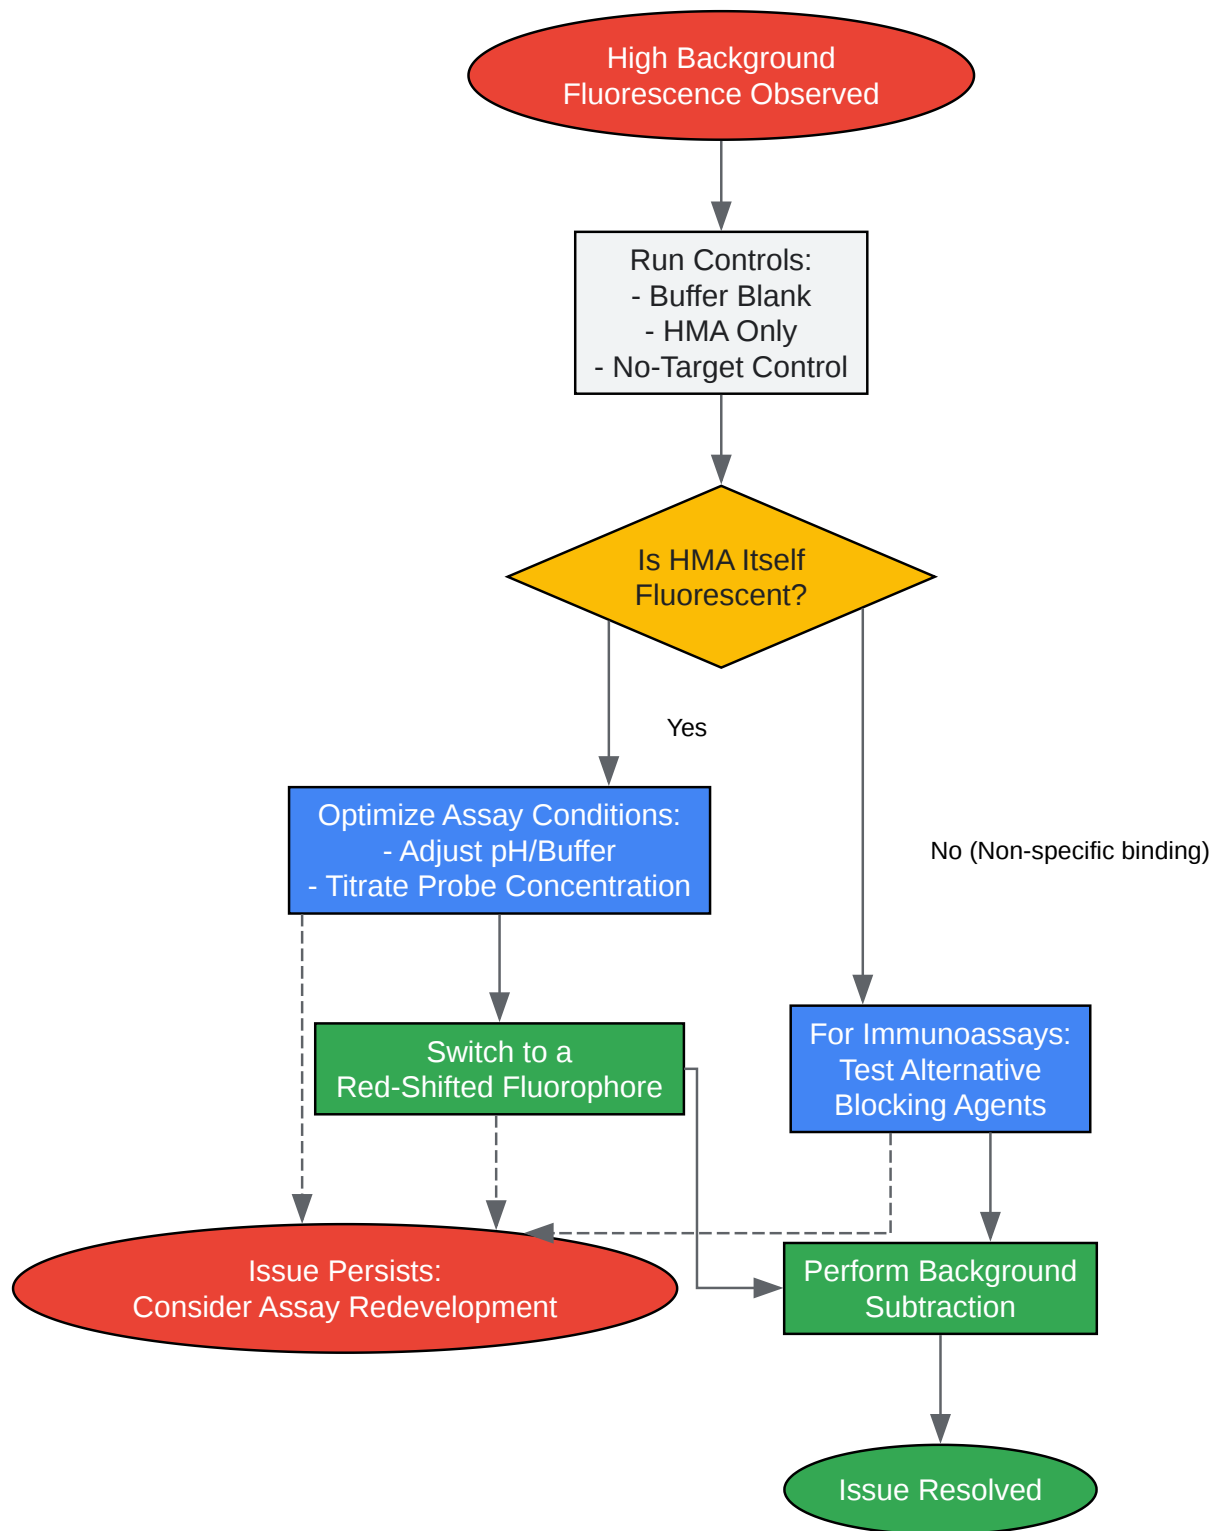 High Background
Fluorescence Observed
Run Controls:
- Buffer Blank
- HMA Only
- No-Target Control
Is HMA Itself
Fluorescent?
Yes
Optimize Assay Conditions:
- Adjust pH/Buffer
- Titrate Probe Concentration
No (Non-specific binding)
Switch to a
Red-Shifted Fluorophore
For Immunoassays:
Test Alternative
Blocking Agents
Issue Persists:
Consider Assay Redevelopment
Perform Background
Subtraction
Issue Resolved